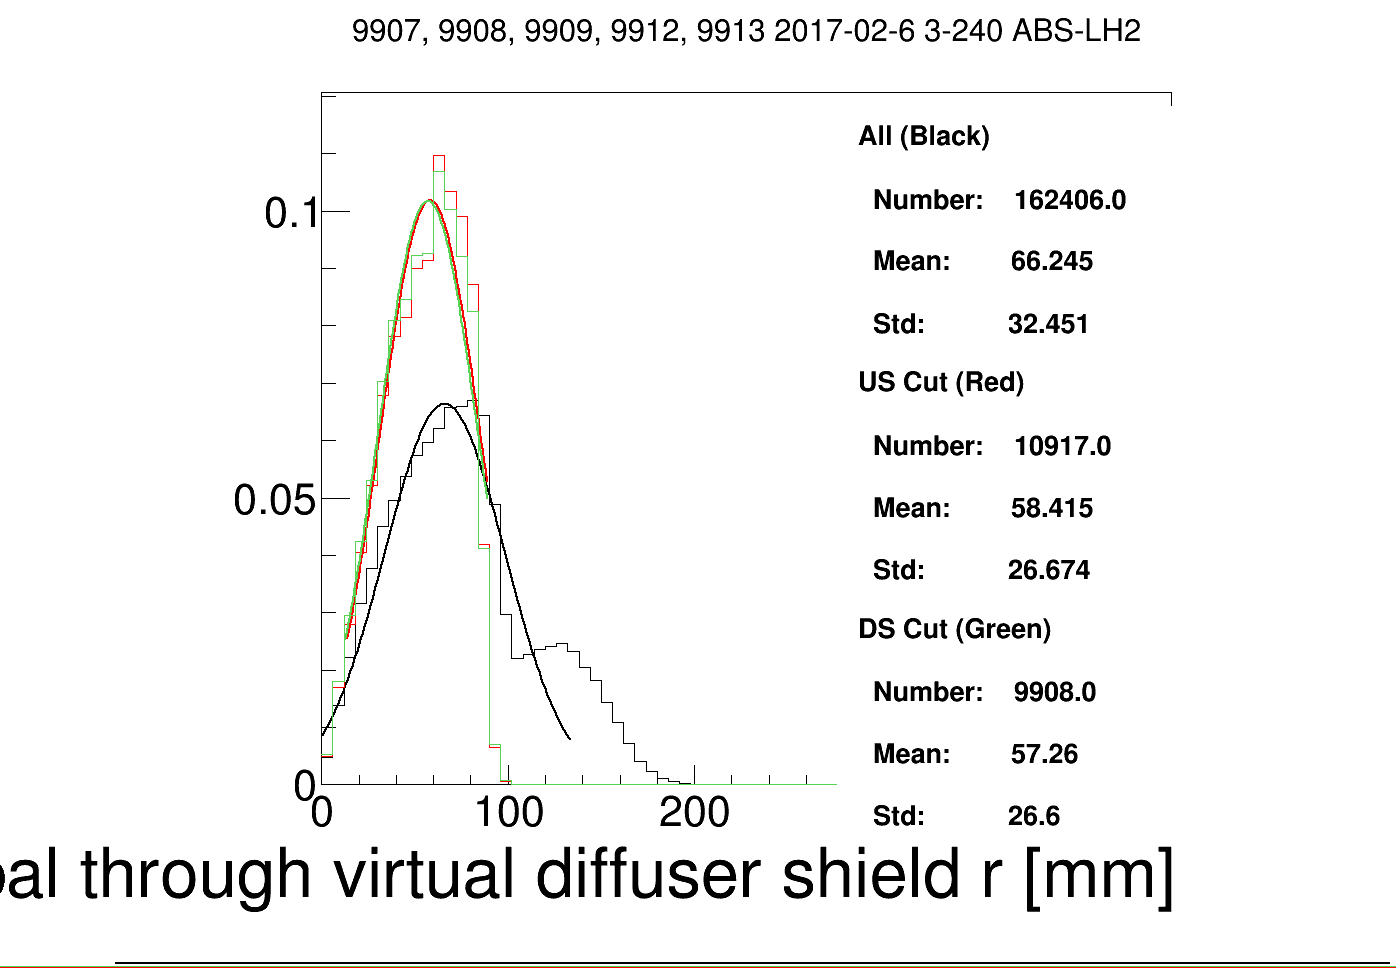 9907, 9908, 9909, 9912, 9913 2017-02-6 3-240 ABS-LH2
All (Black)
Number: 162406.0
Mean: 66.245
Std: 32.451
US Cut (Red)
Number: 10917.0
Mean: 58.415
Std: 26.674
DS Cut (Green)
Number: 9908.0
Mean: 57.26
Std: 26.6
0.1
0.05
0
0 100 200
through virtual diffuser shield r [mm]